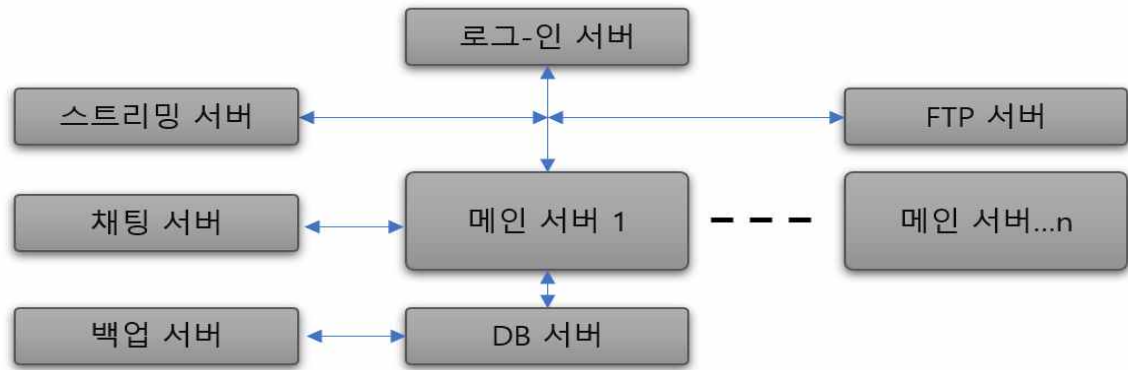 로그-인 서버
스트리밍 서버
FTP 서버
채팅 서버
메인 서버 1
메인 서버...n
백업 서버
DB 서버